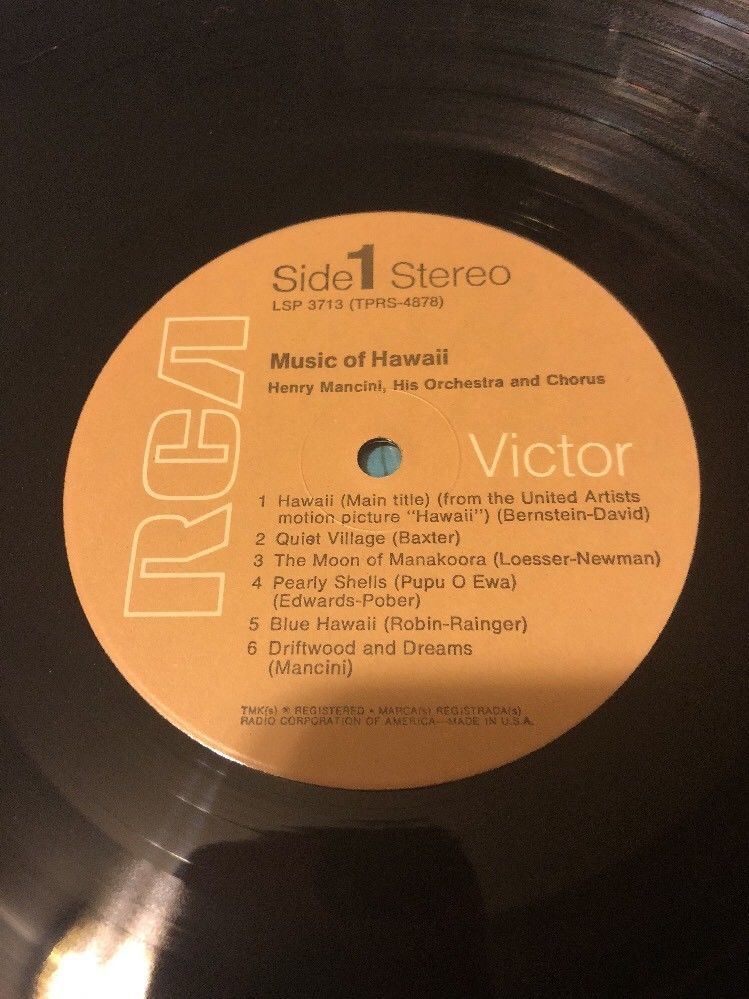 Side 1 Stereo
LSP 3713 (TPRS-4878)
RCA
Music of Hawaii
Henry Mancini, His Orchestra and Chorus
Victor
1 Hawaii (Main title) (from the United Artists
motion picture "Hawaii") (Bernstein-David)
2 Quiet Village (Baxter)
3 The Moon of Manakoora (Loesser-Newman)
4 Pearly Shells (Pupu O Ewa)
(Edwards-Pober)
5 Blue Hawaii (Robin-Rainger)
6 Driftwood and Dreams
(Mancini)
TMK(s) ® REGISTERED • MARCA(s) REGISTRADA(s)
RADIO CORPORATION OF AMERICA—MADE IN U.S.A.